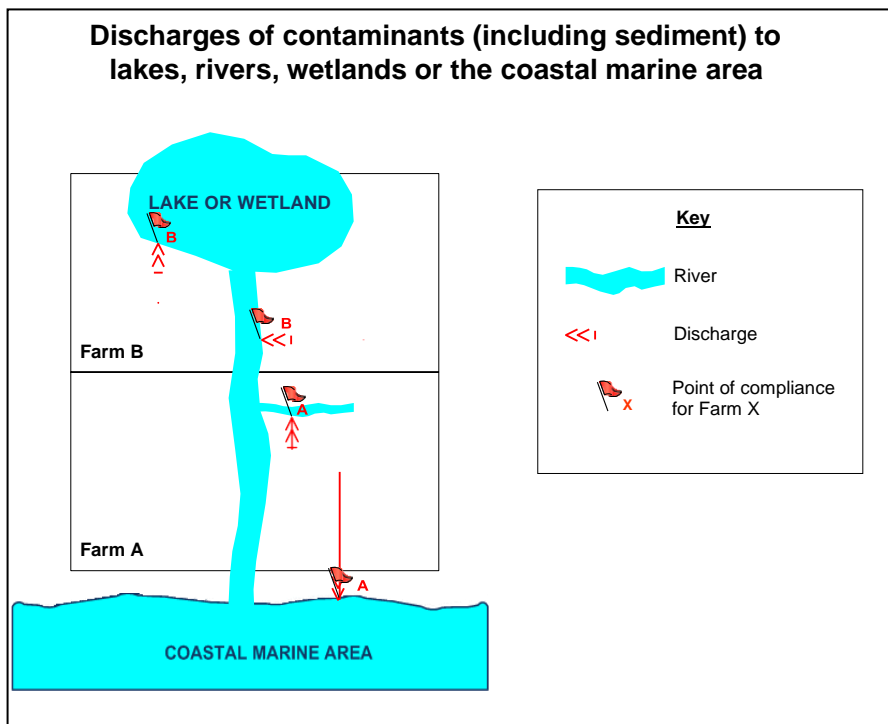 Discharges of contaminants (including sediment) to
lakes, rivers, wetlands or the coastal marine area
LAKE OR WETLAND
B
B
Farm B
A
Farm A
A
COASTAL MARINE AREA
Key
River
Discharge
X
Point of compliance
for Farm X